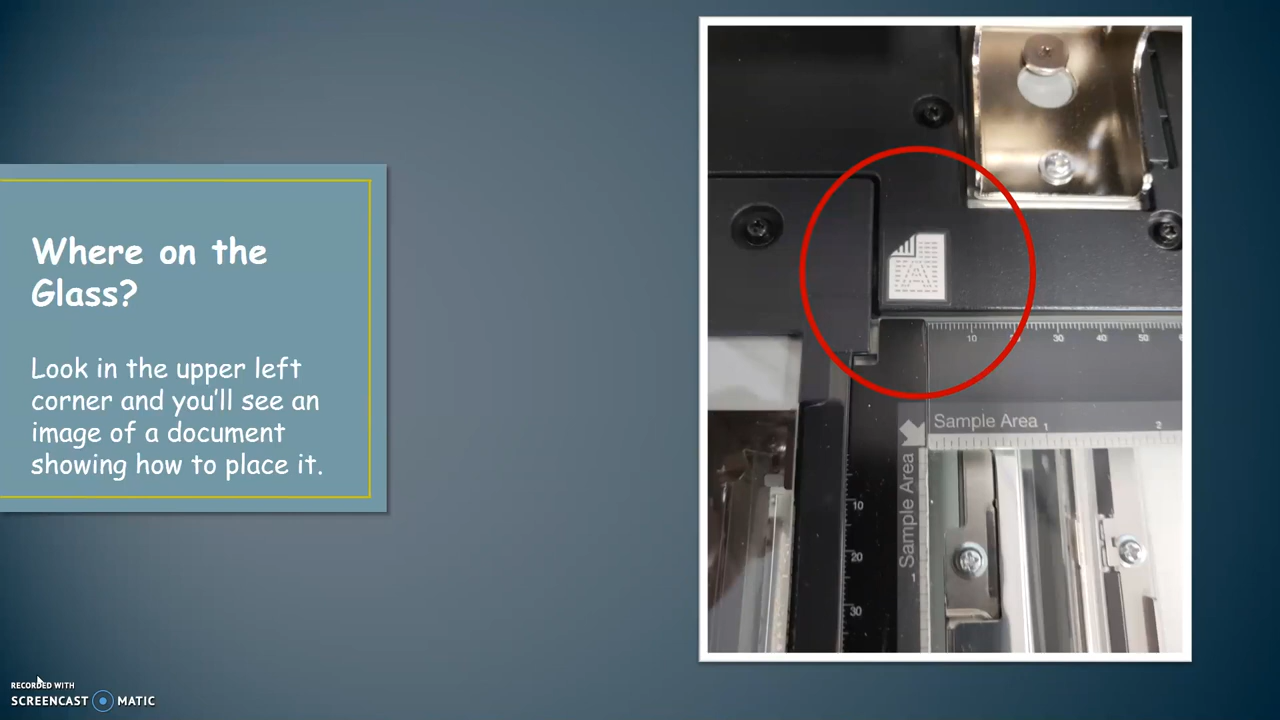 Where on the
Glass?
Look in the upper left
corner and you'll see an
image of a document
showing how to place it.
10
30
40
50
Sample Area
1
2
Sample Area
1
10
20
30
RECORDED WITH
SCREENCAST MATIC